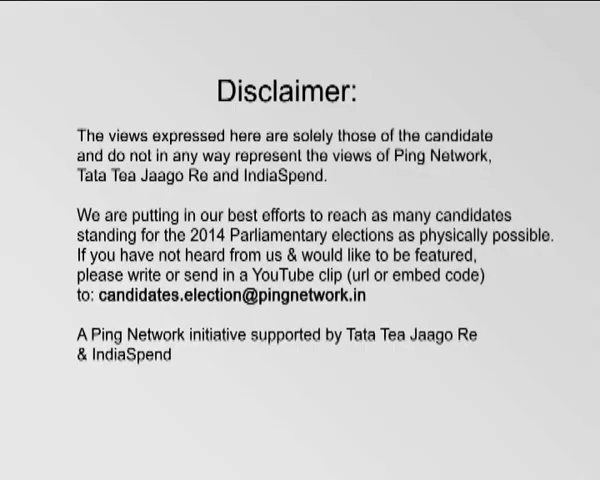 Disclaimer:
The views expressed here are solely those of the candidate
and do not in any way represent the views of Ping Network,
Tata Tea Jaago Re and IndiaSpend.
We are putting in our best efforts to reach as many candidates
standing for the 2014 Parliamentary elections as physically possible.
If you have not heard from us & would like to be featured,
please write or send in a YouTube clip (url or embed code)
to: candidates.election@pingnetwork.in
A Ping Network initiative supported by Tata Tea Jaago Re
& IndiaSpend